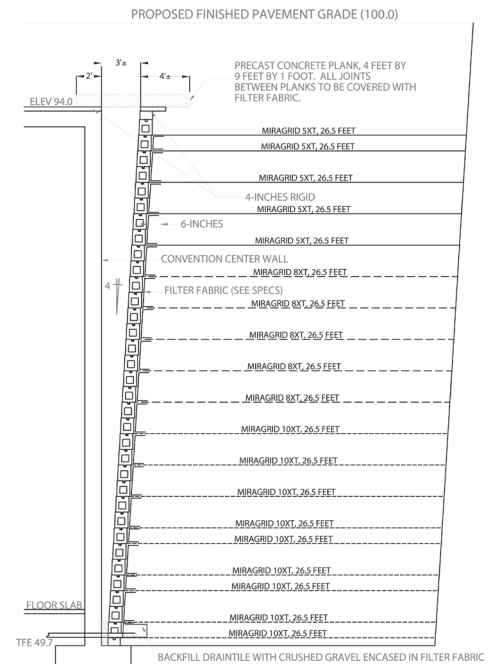 PROPOSED FINISHED PAVEMENT GRADE (100.0)
3'±
2'
4'±
PRECAST CONCRETE PLANK, 4 FEET BY
9 FEET BY 1 FOOT. ALL JOINTS
BETWEEN PLANKS TO BE COVERED WITH
FILTER FABRIC.
ELEV 94.0
MIRAGRID 5XT, 26.5 FEET
MIRAGRID 5XT, 26.5 FEET
MIRAGRID 5XT, 26.5 FEET
4-INCHES RIGID
MIRAGRID 5XT, 26.5 FEET
6-INCHES
MIRAGRID 5XT, 26.5 FEET
CONVENTION CENTER WALL
MIRAGRID 8XT, 26.5 FEET
4
FILTER FABRIC (SEE SPECS)
MIRAGRID 8XT, 26.5 FEET
MIRAGRID 8XT, 26.5 FEET
MIRAGRID 8XT, 26.5 FEET
MIRAGRID 8XT, 26.5 FEET
MIRAGRID 10XT, 26.5 FEET
MIRAGRID 10XT, 26.5 FEET
MIRAGRID 10XT, 26.5 FEET
MIRAGRID 10XT, 26.5 FEET
MIRAGRID 10XT, 26.5 FEET
MIRAGRID 10XT, 26.5 FEET
MIRAGRID 10XT, 26.5 FEET
FLOOR SLAB
MIRAGRID 10XT, 26.5 FEET
MIRAGRID 10XT, 26.5 FEET
TFE 49.7
BACKFILL DRAINTILE WITH CRUSHED GRAVEL ENCASED IN FILTER FABRIC